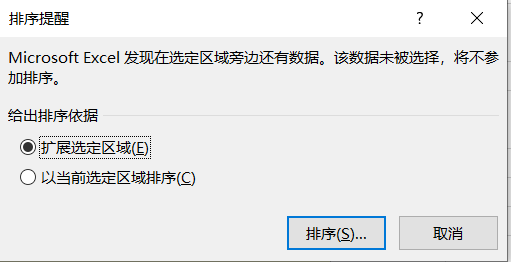 排序提醒
?
Microsoft Excel 发现在选定区域旁边还有数据。该数据未被选择，将不参
加排序。
给出排序依据
扩展选定区域(E)
以当前选定区域排序(C)
排序(S)... 取消